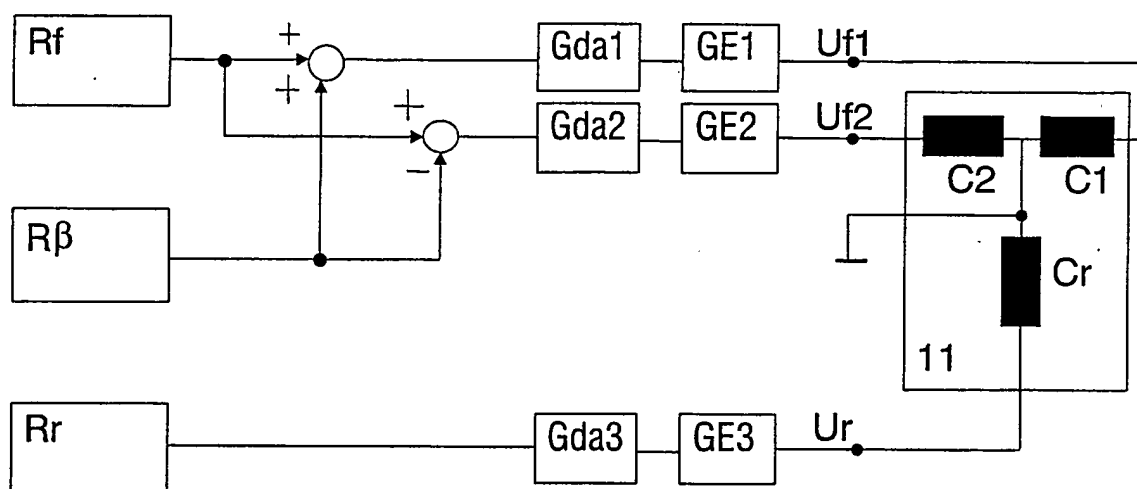 Rf
+
+
Gda1
GE1
Uf1
+
−
Gda2
GE2
Uf2
C2
C1
Rβ
Cr
11
Rr
Gda3
GE3
Ur